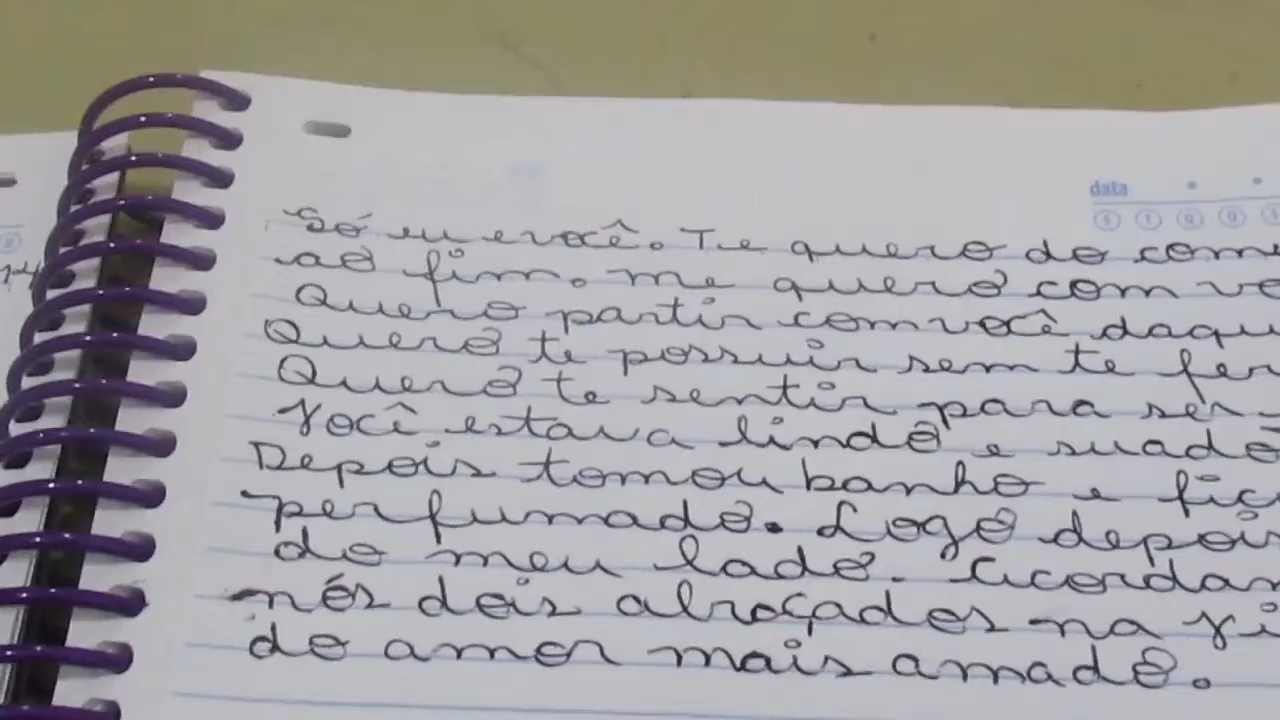 data
Só eu e você. Te quero do come
ao fim. me quero com vo
Quero partir com você daqu
Quero te possuir sem te fer
Quero te sentir para ser
Você estava lindo e suado
Depois tomou banho e fic
perfumado. Logo depois
do meu lado. Acordam
nós dois abraçados na
do amor mais amado.